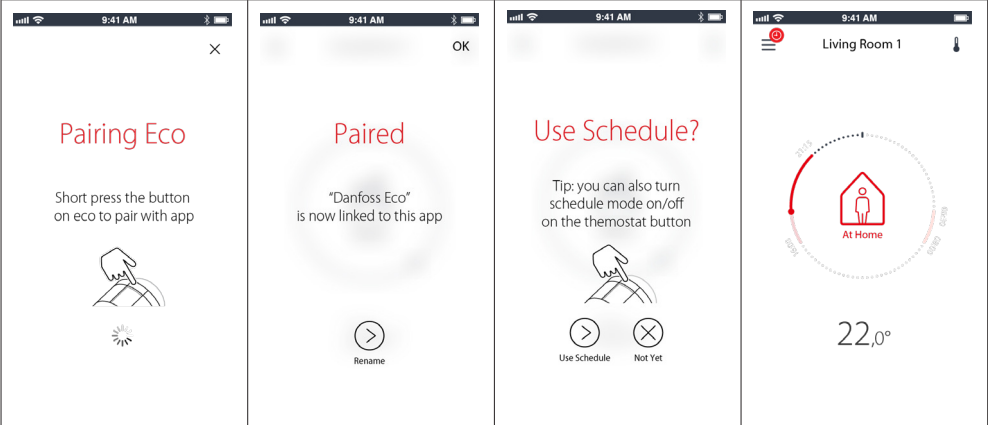 9:41 AM
Pairing Eco
Short press the button
on eco to pair with app
9:41 AM
OK
Paired
“Danfoss Eco”
is now linked to this app
Rename
9:41 AM
Use Schedule?
Tip: you can also turn
schedule mode on/off
on the themostat button
Use Schedule
Not Yet
9:41 AM
Living Room 1
At Home
22,0°